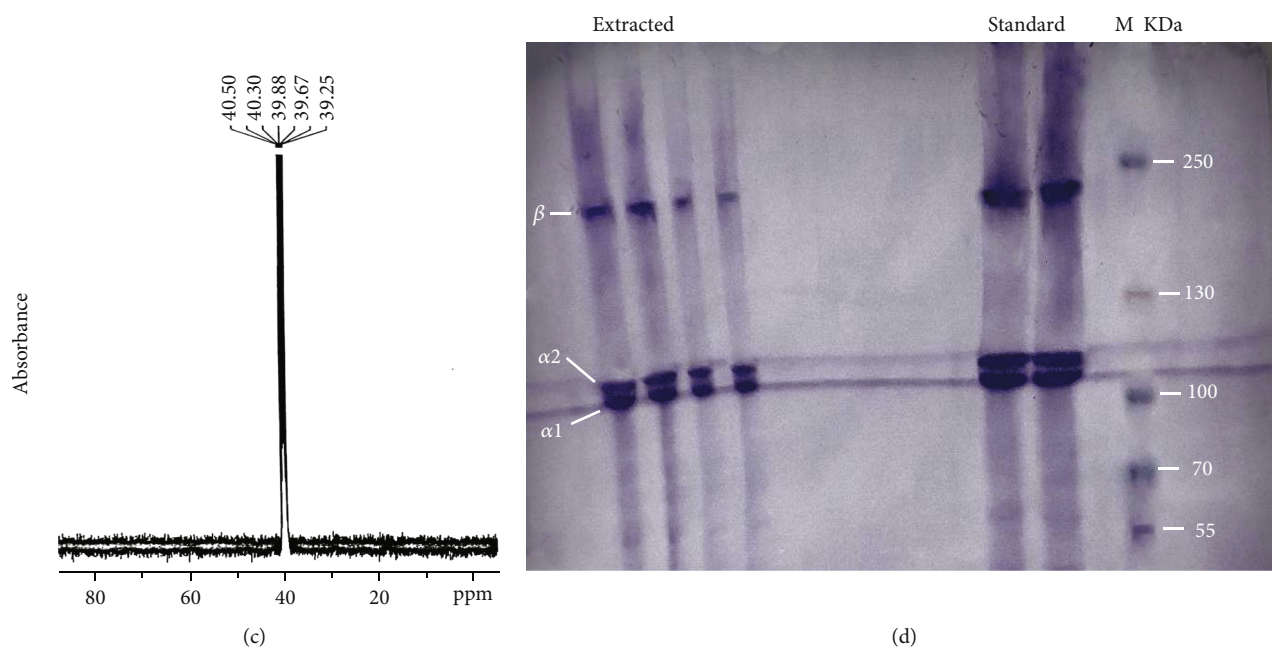 Extracted
Standard
M KDa
40.50
40.30
39.88
39.67
39.25
250
β
130
Absorbance
α2
100
α1
70
55
80 60 40 20 ppm
(c)
(d)